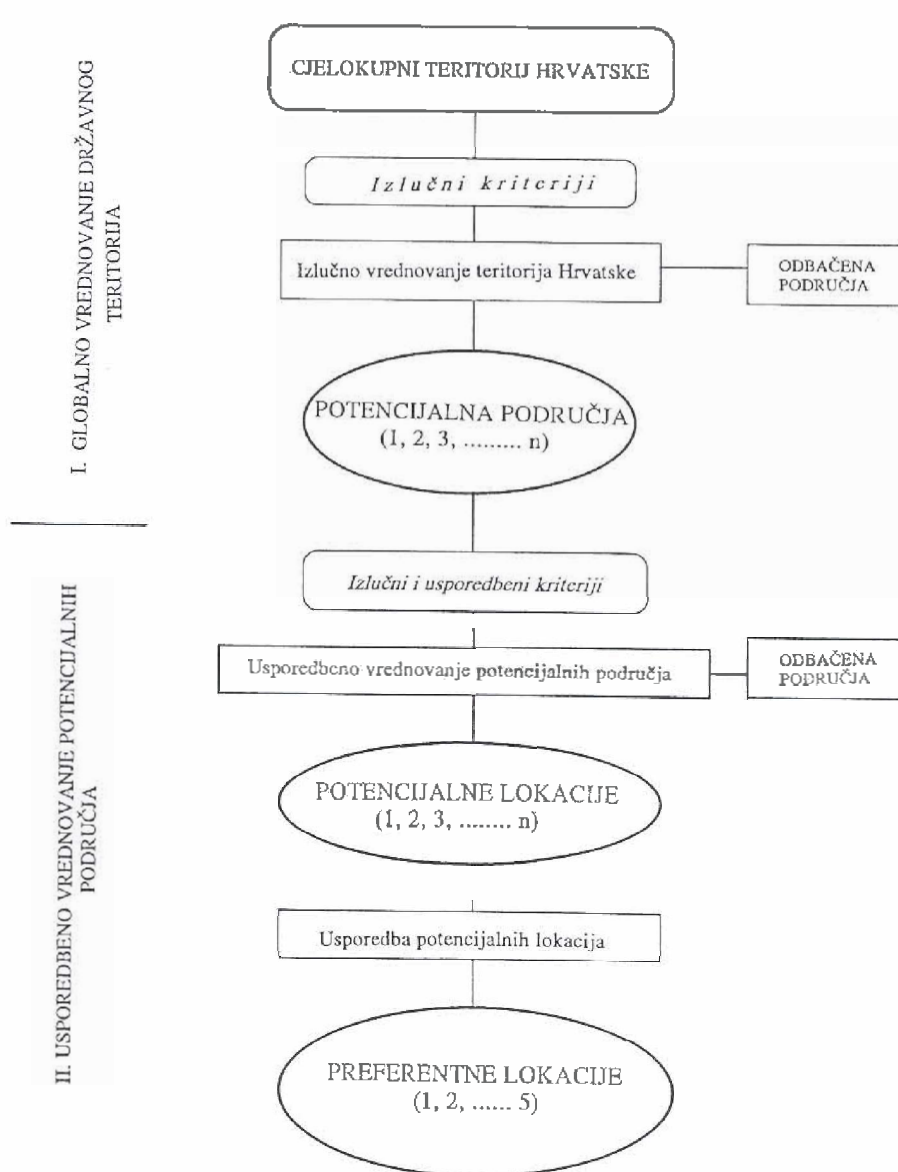 I. GLOBALNO VREDNOVANJE DRŽAVNOG
TERITORIJA
CJELOKUPNI TERITORIJ HRVATSKE
Izlučni kriteriji
Izlučno vrednovanje teritorija Hrvatske
ODBAČENA
PODRUČJA
POTENCIJALNA PODRUČJA
(1, 2, 3, ......... n)
II. USPOREDBENO VREDNOVANJE POTENCIJALNIH
PODRUČJA
Izlučni i usporedbeni kriteriji
Usporedbeno vrednovanje potencijalnih područja
ODBAČENA
PODRUČJA
POTENCIJALNE LOKACIJE
(1, 2, 3, ........ n)
Usporedba potencijalnih lokacija
PREFERENTNE LOKACIJE
(1, 2, ...... 5)